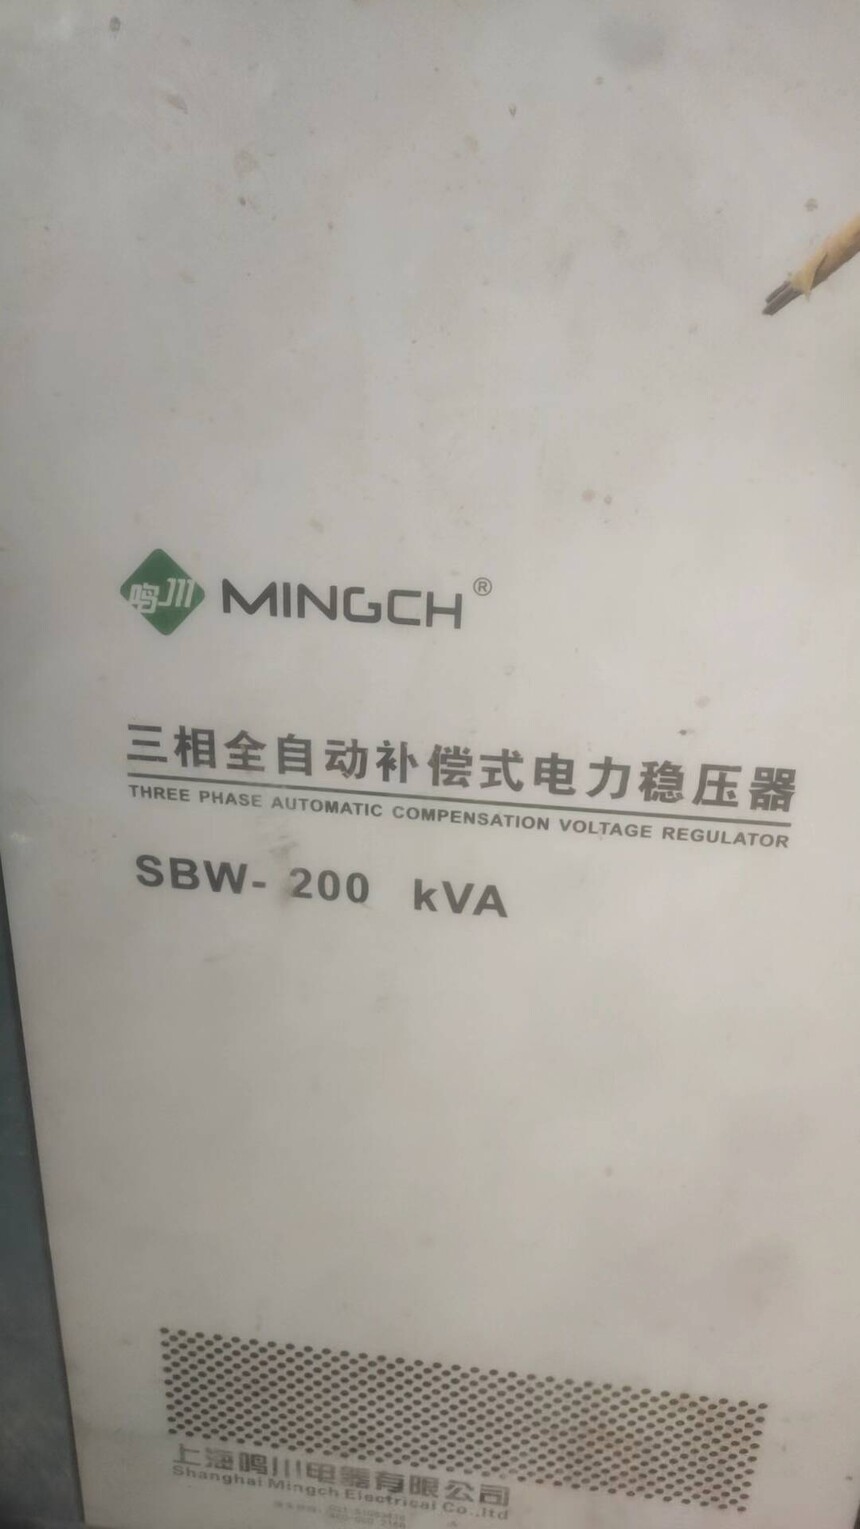 鸣川 MINGCH®
三相全自动补偿式电力稳压器
THREE PHASE AUTOMATIC COMPENSATION VOLTAGE REGULATOR
SBW- 200 kVA
上海鸣川电器有限公司
Shanghai Mingch Electrical Co.,ltd